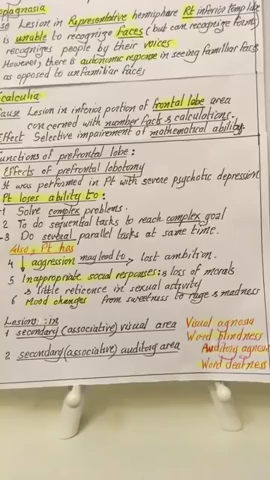 opagnosia
Lesion in Representative hemisphere Rt inferior temporal
is unable to recognize Faces (but can recognize forms
recognizes people by their voices
However, there is autonomic response in seeing familiar faces
as opposed to unfamiliar faces
calculia
ause Lesion in inferior portion of frontal lobe area
concerned with number facts & calculations.
Effect Selective impairement of mathematical ability
Functions of prefrontal lobe:
Effects of prefrontal lobotomy
It was performed in Pt with severe psychotic depression
Pt loses ability to:
1 Solve complex problems.
2 To do sequential tasks to reach complex goal
3 Do several parallel tasks at same time.
Also, Pt has
4 ↓ aggression may lead to → lost ambition.
5 Inappropriate social responses: loss of morals
& little reticence in sexual activity
6 Mood changes from sweetness to rage & madness
Lesions: in
1 secondary (associative) visual area Visual agnosia
Word blindness
2 secondary (associative) auditory area Auditory agnosia
Word deafness